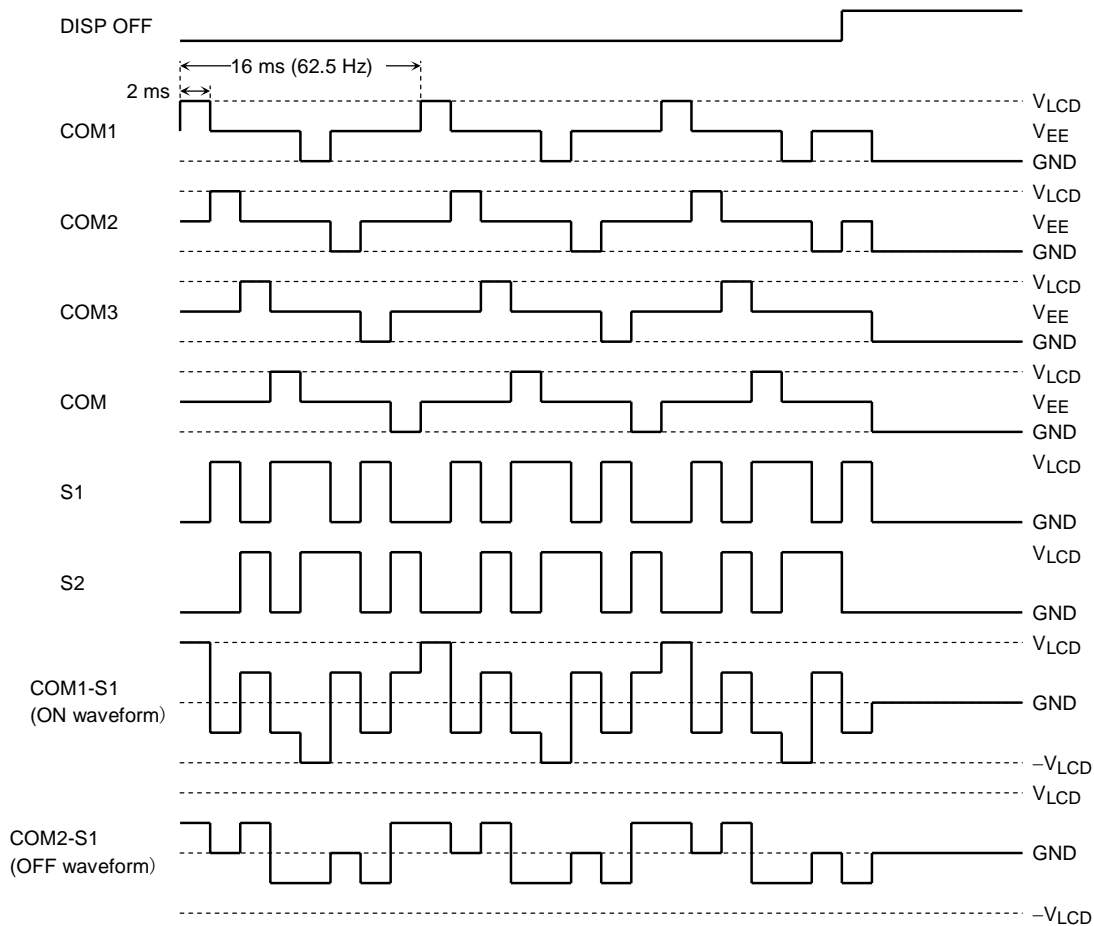 DISP OFF
16 ms (62.5 Hz)
2 ms
COM1
VLCD
VEE
GND
COM2
VLCD
VEE
GND
COM3
VLCD
VEE
GND
COM
VLCD
VEE
GND
S1
VLCD
GND
S2
VLCD
GND
COM1-S1
(ON waveform）
VLCD
GND
−VLCD
COM2-S1
(OFF waveform）
VLCD
GND
−VLCD